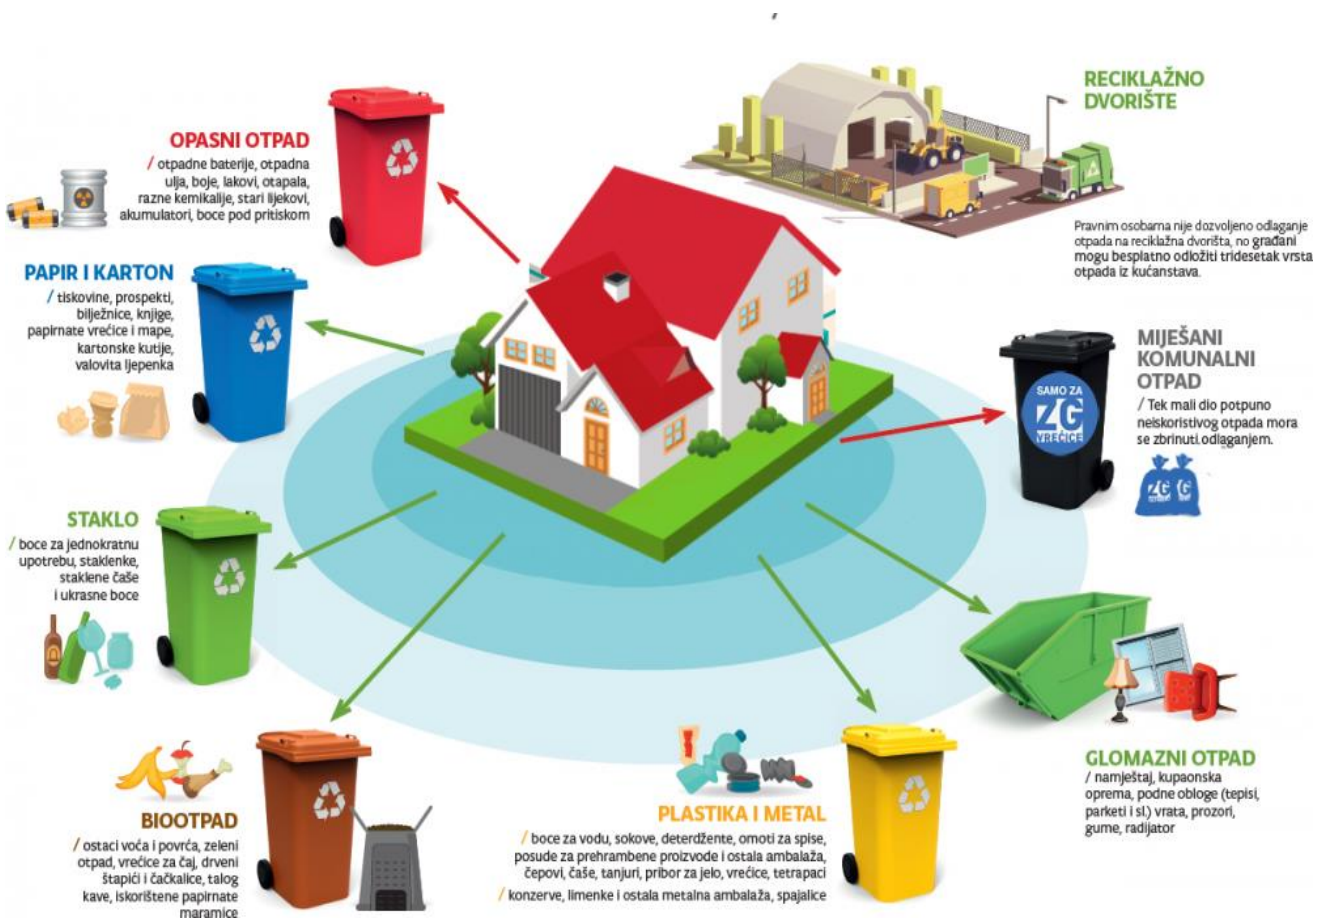 OPASNI OTPAD
/ otpadne baterije, otpadna
ulja, boje, lakovi, otapala,
razne kemikalije, stari lijekovi,
akumulatori, boce pod pritiskom
RECIKLAŽNO
DVORIŠTE
Pravnim osobama nije dozvoljeno odlaganje
otpada na reciklažna dvorišta, no građani
mogu besplatno odložiti tridesetak vrsta
otpada iz kućanstava.
PAPIR I KARTON
/ tiskovine, prospekti,
bilježnice, knjige,
papirnate vrećice i mape,
kartonske kutije,
valovita ljepenka
MIJEŠANI
KOMUNALNI
OTPAD
/ Tek mali dio potpuno
neiskoristivog otpada mora
se zbrinuti odlaganjem.
SAMO ZA
ZG
VREĆICE
ZG
ZG
STAKLO
/ boce za jednokratnu
upotrebu, staklenke,
staklene čaše
i ukrasne boce
GLOMAZNI OTPAD
/ namještaj, kupaonska
oprema, podne obloge (tepisi,
parketi i sl.) vrata, prozori,
gume, radijator
BIOOTPAD
/ ostaci voća i povrća, zeleni
otpad, vrećice za čaj, drveni
štapići i čačkalice, talog
kave, iskorištene papirnate
maramice
PLASTIKA I METAL
/ boce za vodu, sokove, deterdžente, omoti za spise,
posude za prehrambene proizvode i ostala ambalaža,
čepovi, čaše, tanjuri, pribor za jelo, vrećice, tetrapaci
/ konzerve, limenke i ostala metalna ambalaža, spajalice